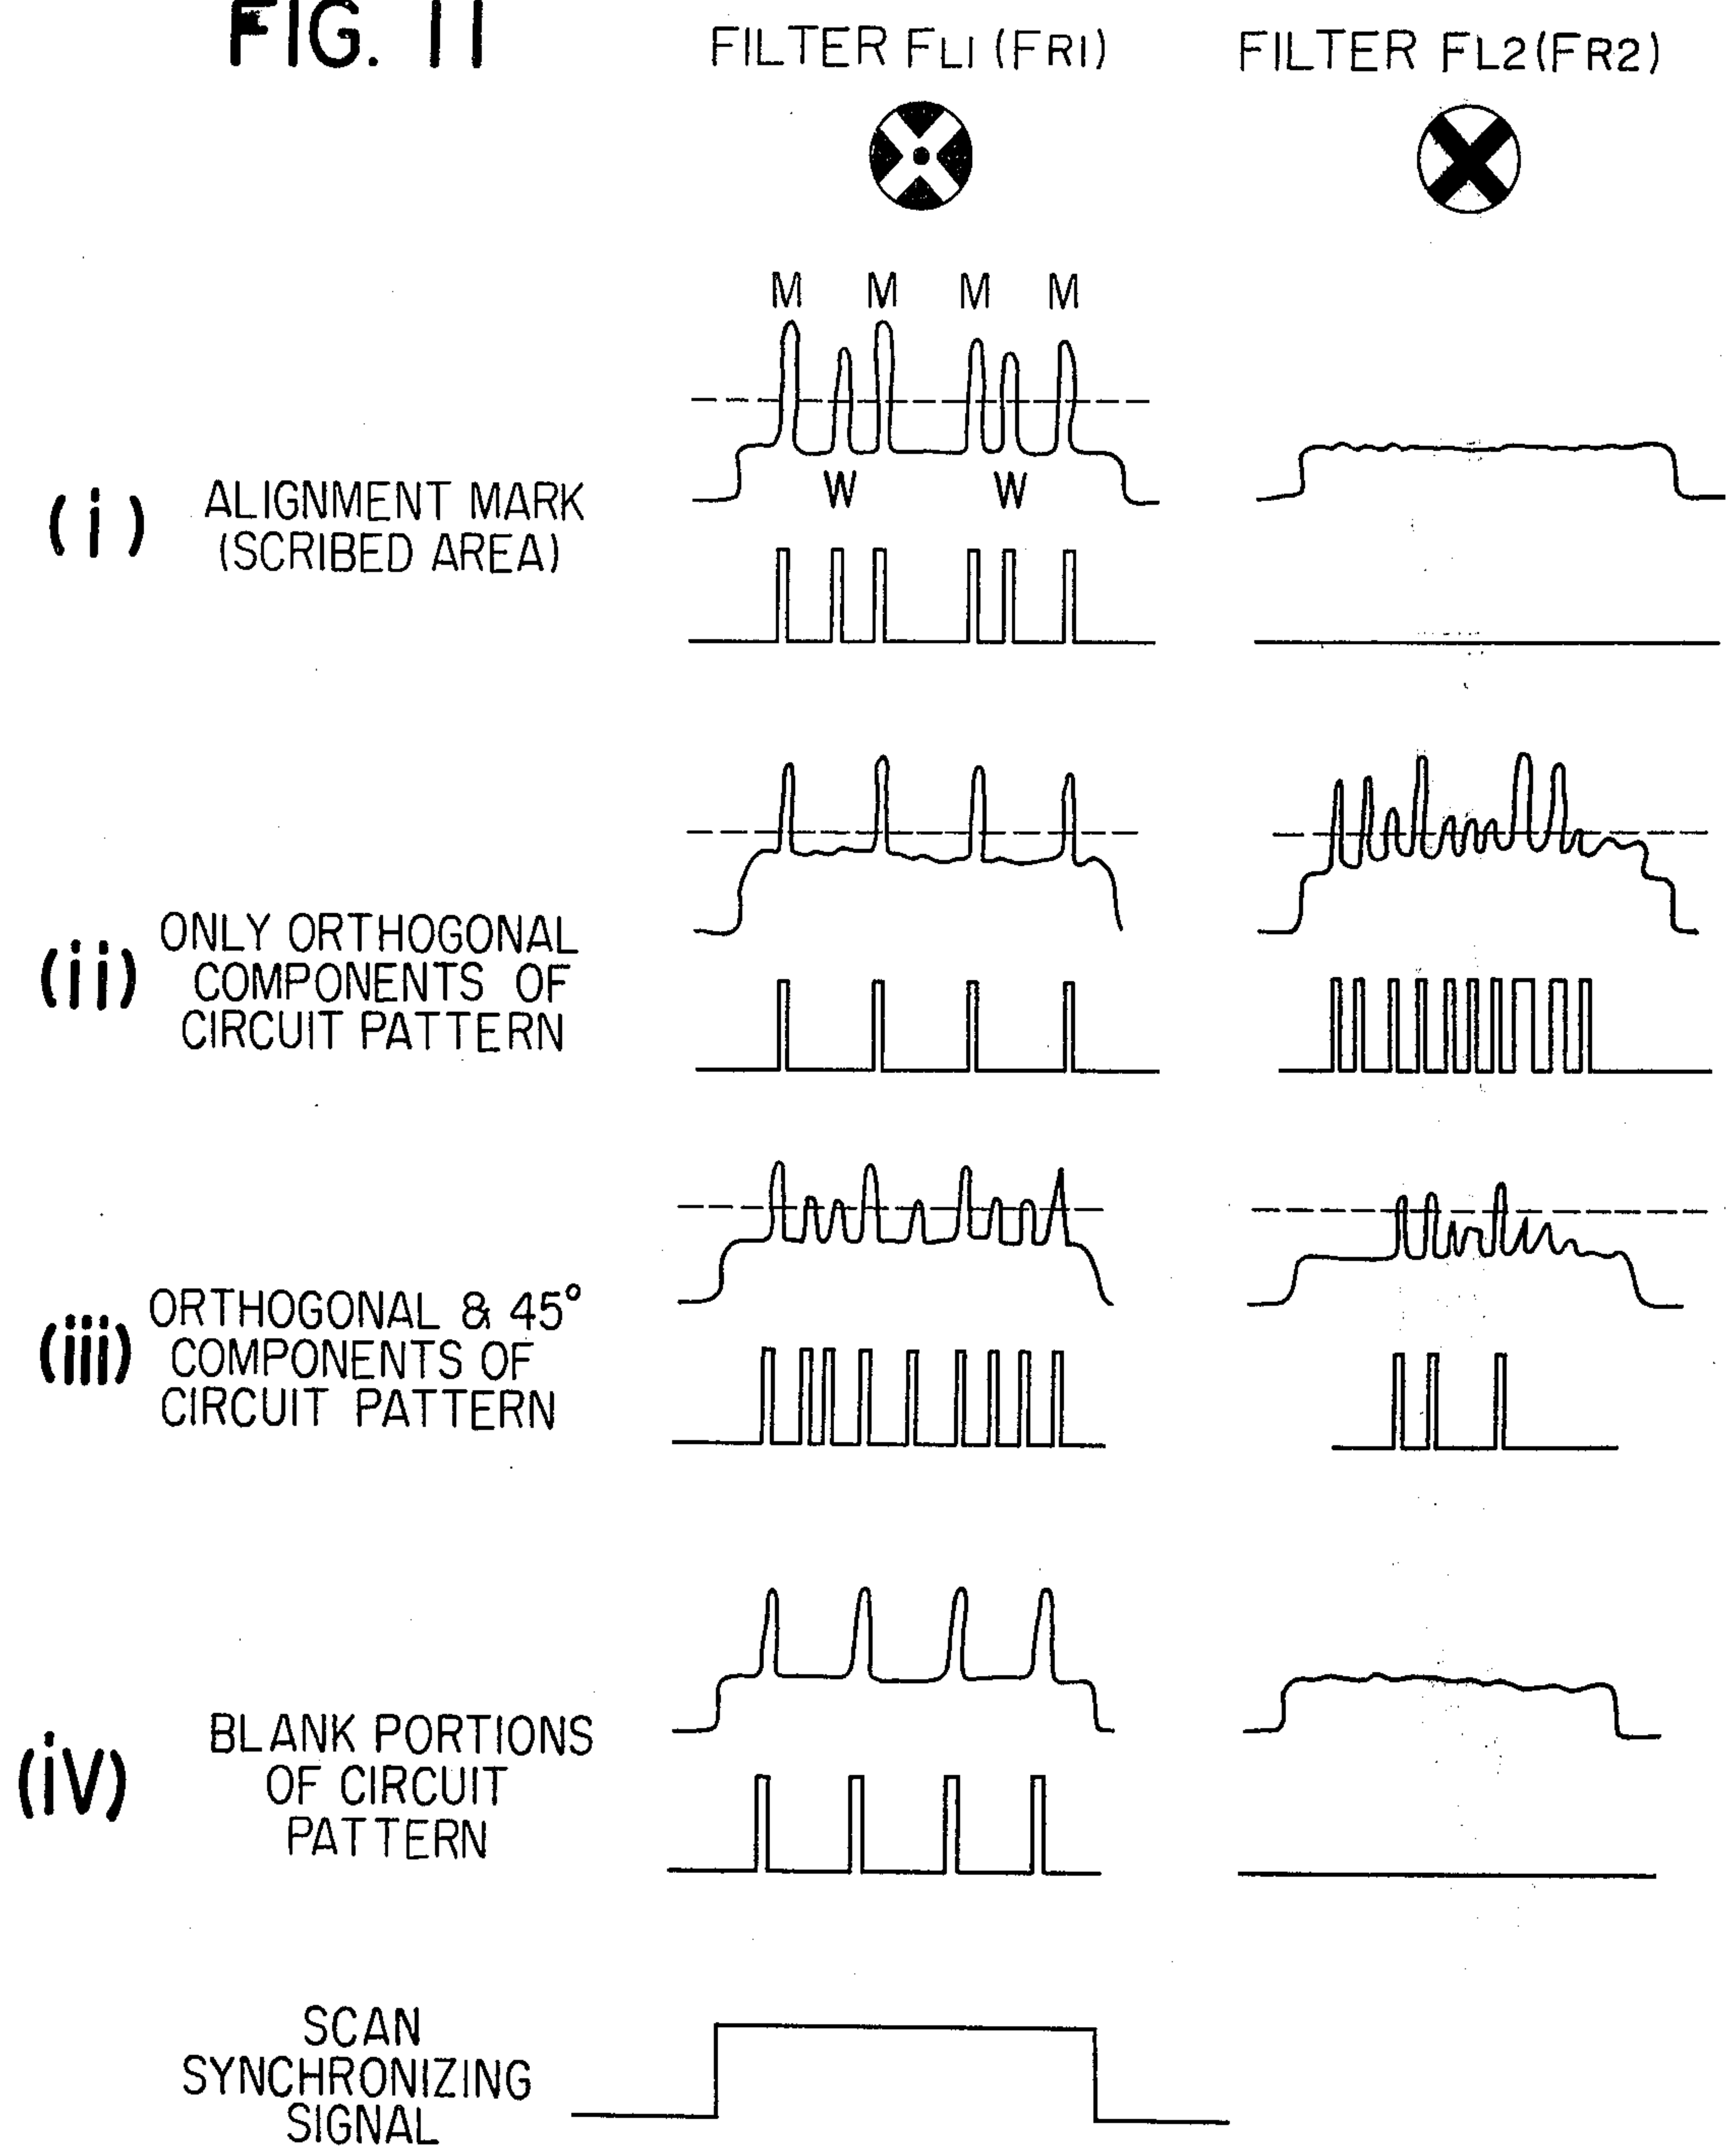 FIG. 11
FILTER FL1 (FR1)
FILTER FL2 (FR2)
M M M M
W W
(i) ALIGNMENT MARK
(SCRIBED AREA)
(ii) ONLY ORTHOGONAL
COMPONENTS OF
CIRCUIT PATTERN
(iii) ORTHOGONAL & 45°
COMPONENTS OF
CIRCUIT PATTERN
(iV) BLANK PORTIONS
OF CIRCUIT
PATTERN
SCAN
SYNCHRONIZING
SIGNAL